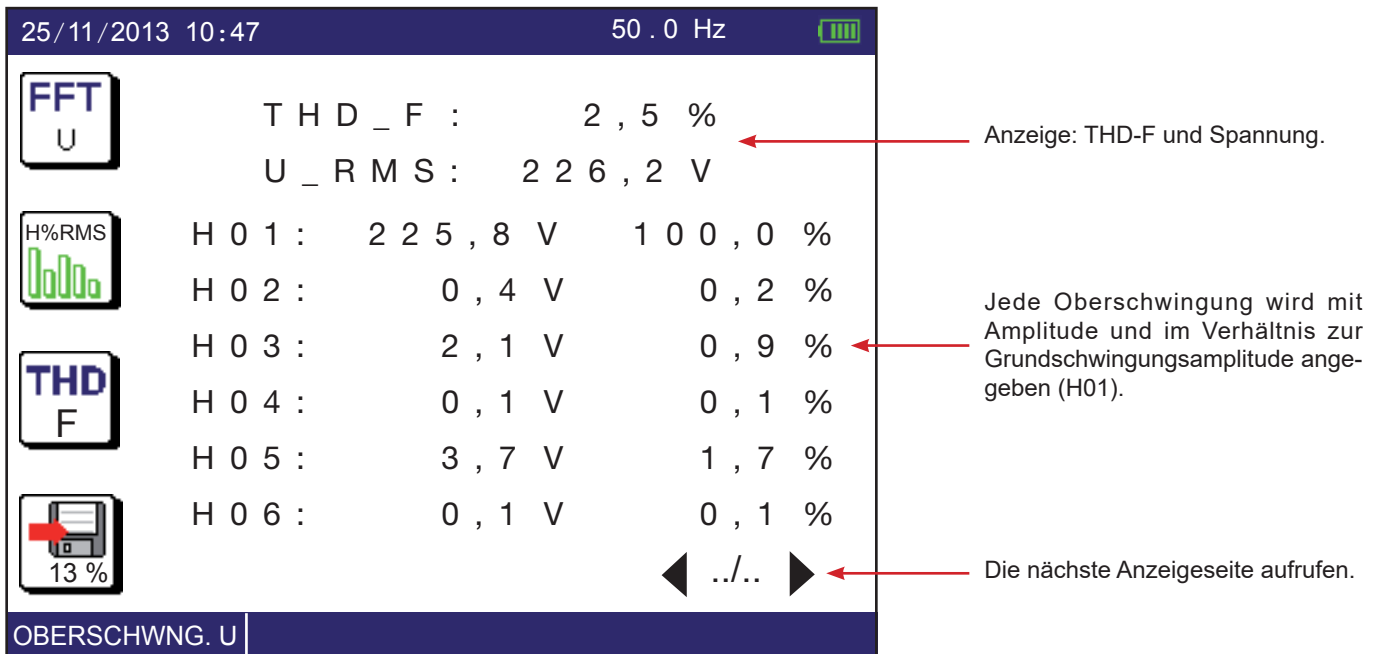 25/11/2013 10:47 50.0 Hz
FFT
U
THD_F: 2,5 %
U_RMS: 226,2 V
Anzeige: THD-F und Spannung.
H%RMS
H01: 225,8 V 100,0 %
H02: 0,4 V 0,2 %
H03: 2,1 V 0,9 %
H04: 0,1 V 0,1 %
H05: 3,7 V 1,7 %
H06: 0,1 V 0,1 %
Jede Oberschwingung wird mit
Amplitude und im Verhältnis zur
Grundschwingungsamplitude ange-
geben (H01).
THD
F
13 %
../..
Die nächste Anzeigeseite aufrufen.
OBERSCHWNG. U